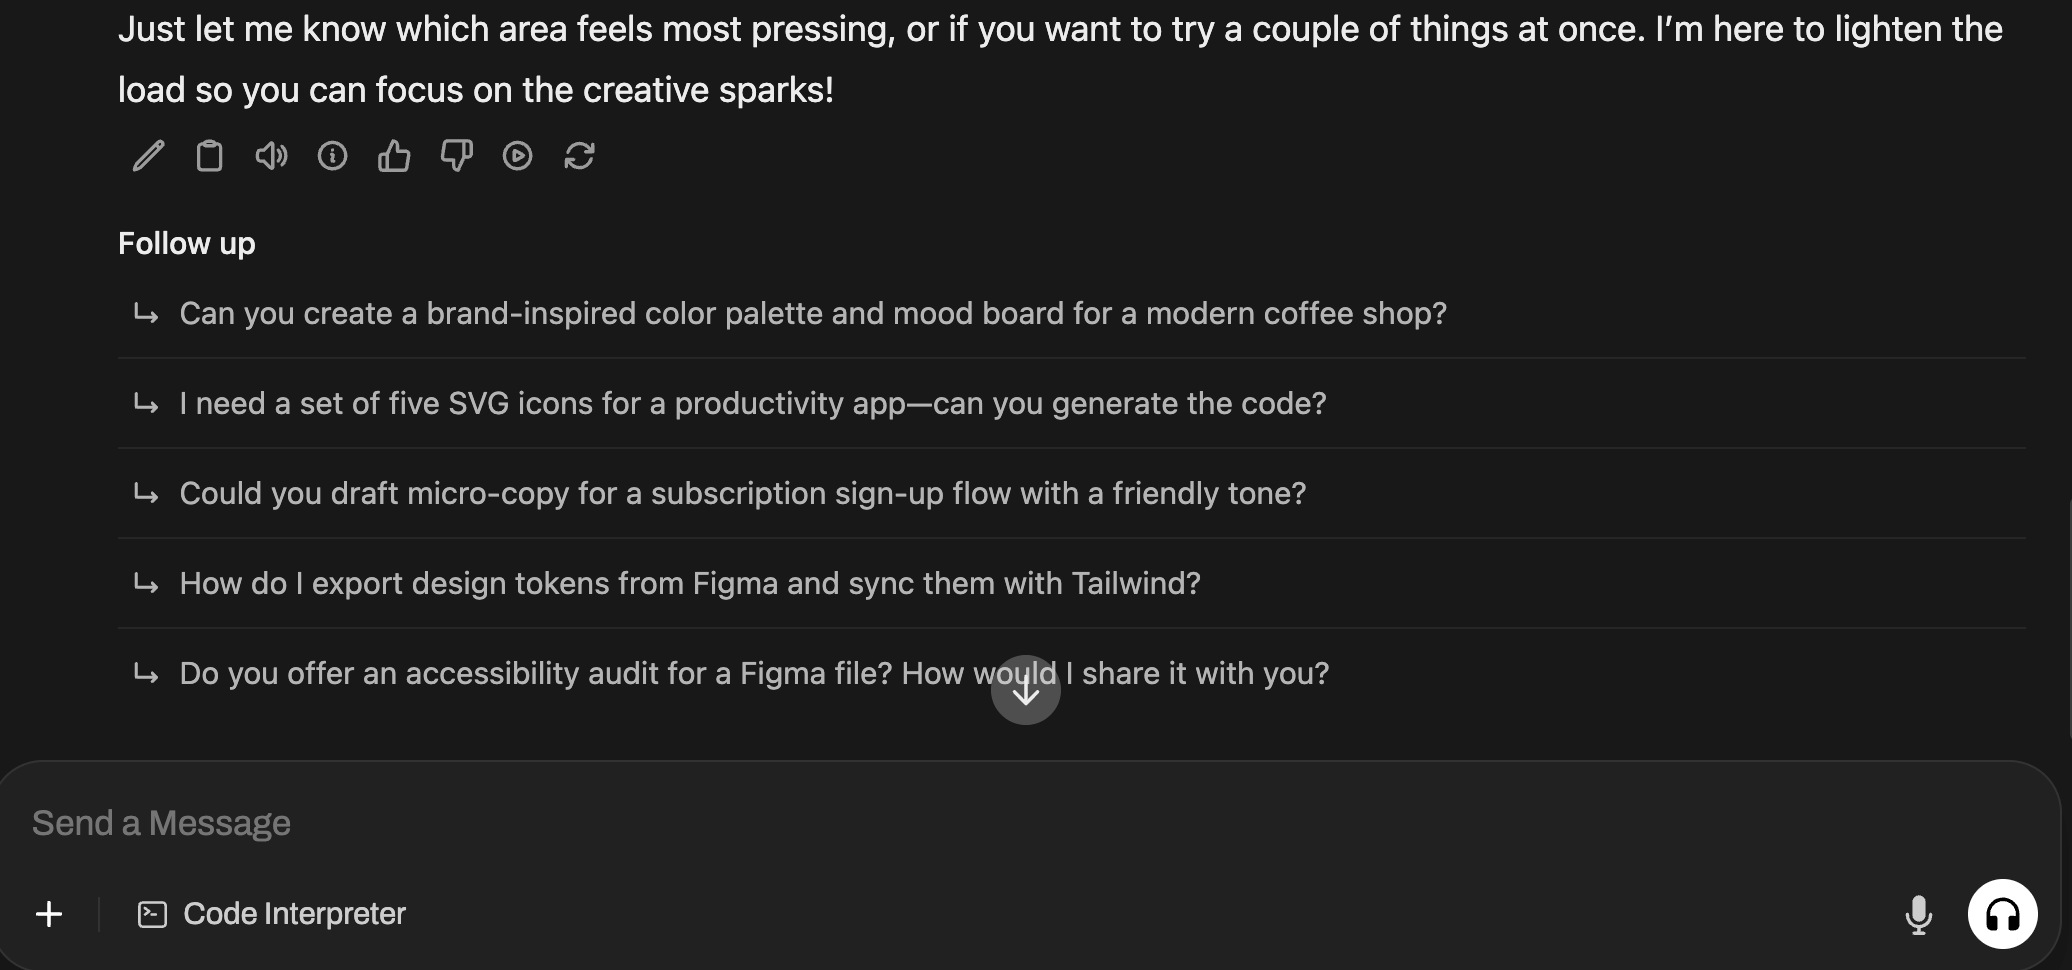 Just let me know which area feels most pressing, or if you want to try a couple of things at once. I’m here to lighten the
load so you can focus on the creative sparks!
Follow up
Can you create a brand-inspired color palette and mood board for a modern coffee shop?
I need a set of five SVG icons for a productivity app—can you generate the code?
Could you draft micro-copy for a subscription sign-up flow with a friendly tone?
How do I export design tokens from Figma and sync them with Tailwind?
Do you offer an accessibility audit for a Figma file? How would I share it with you?
Send a Message
Code Interpreter